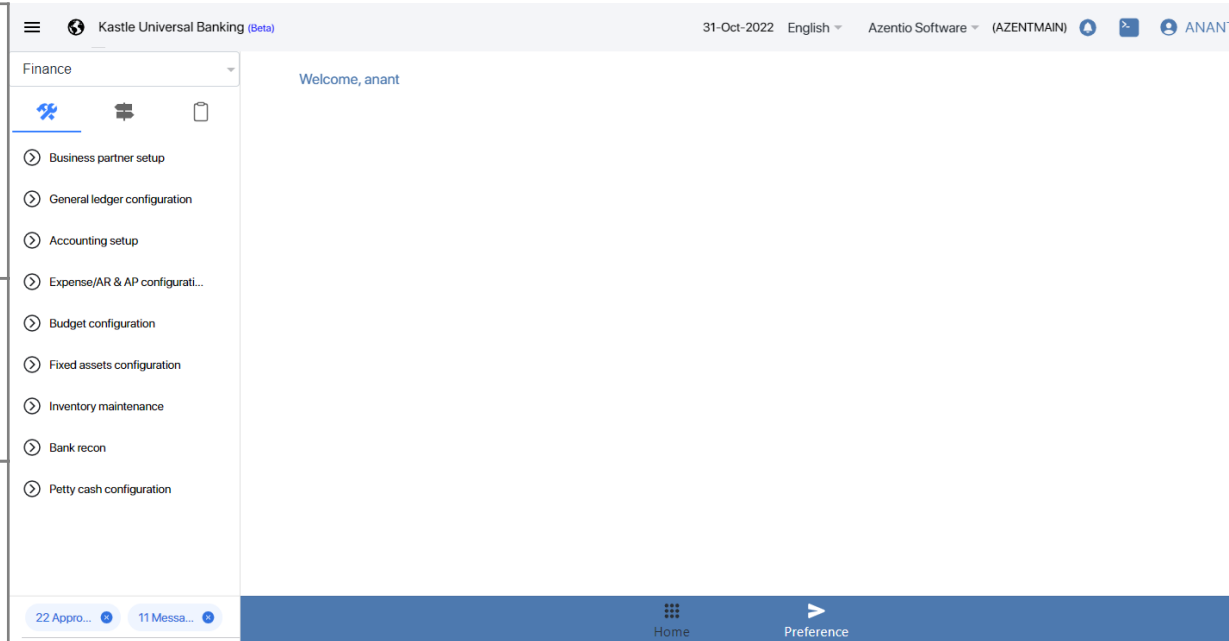 Kastle Universal Banking (Beta)
31-Oct-2022 English Azentio Software (AZENTMAIN) ANANT
Finance
Welcome, anant
Business partner setup
General ledger configuration
Accounting setup
Expense/AR & AP configurati...
Budget configuration
Fixed assets configuration
Inventory maintenance
Bank recon
Petty cash configuration
22 Appro... 11 Messa...
Home Preference